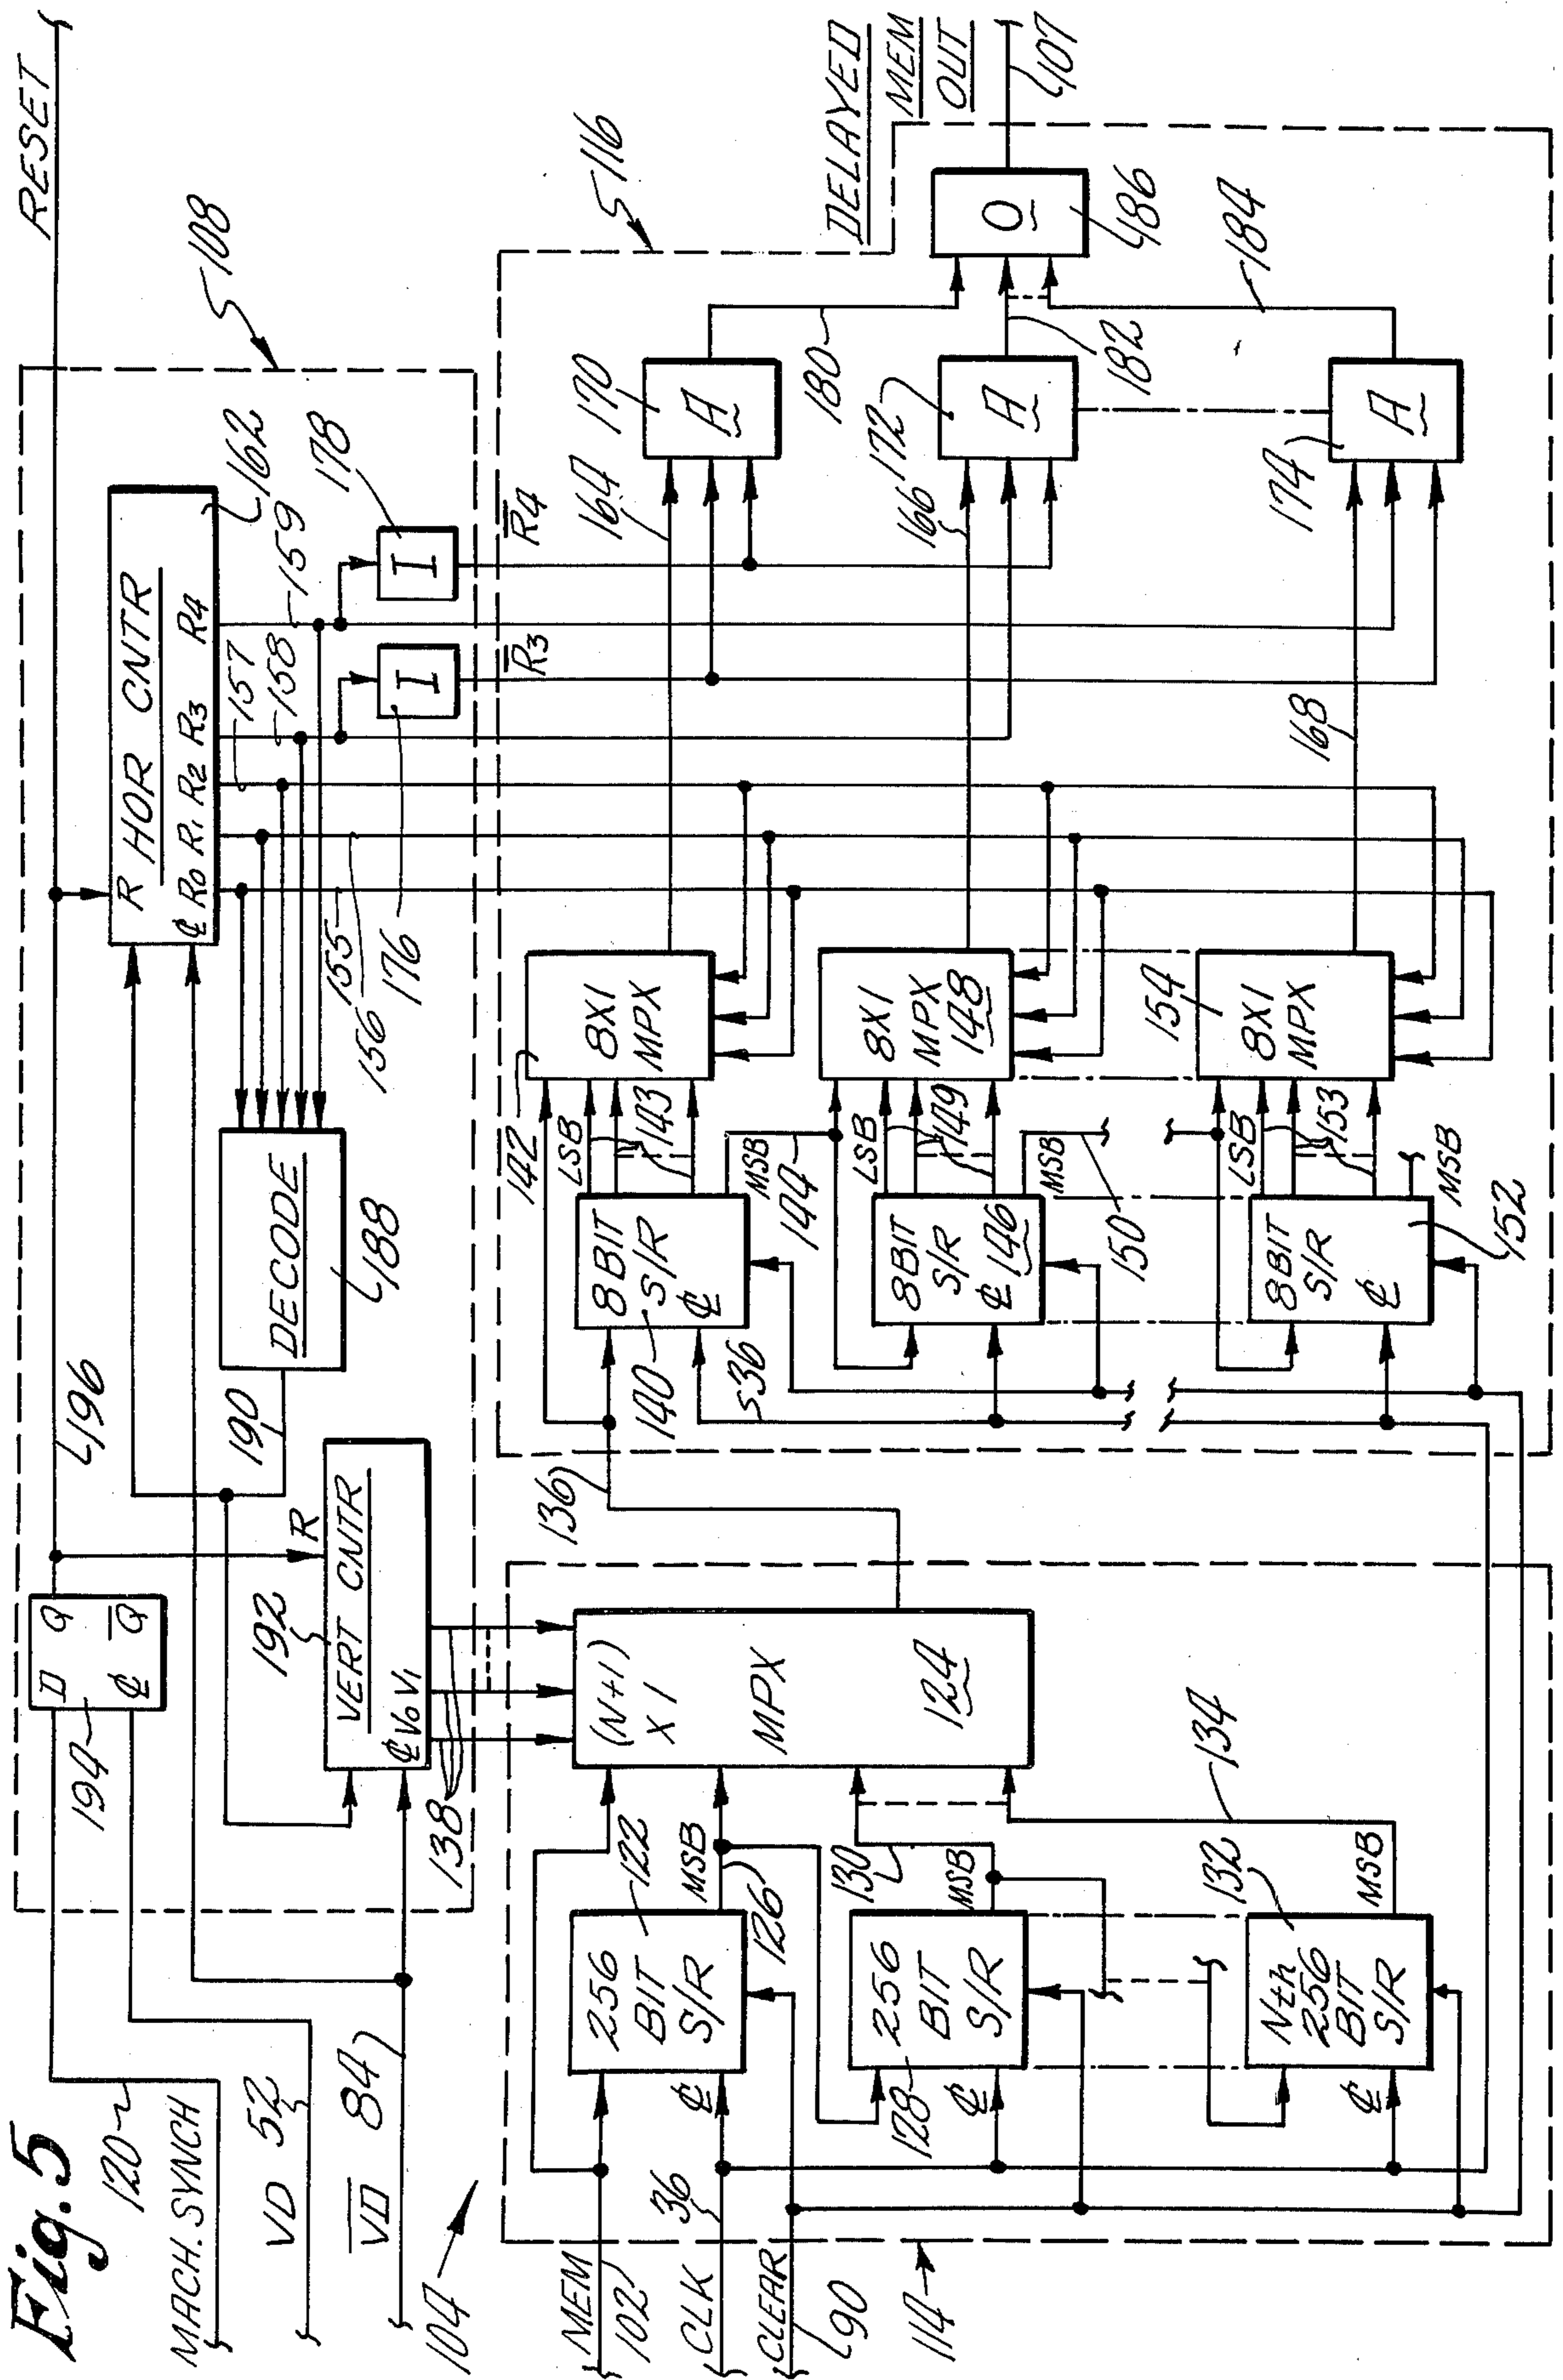 Fig. 5
120
MACH. SYNCH
VD 52
V̅D̅ 84
104
MEM
102
CLK
36
CLEAR
90
114
194
D Q
₵ Q̅
196
RESET
108
192
R
VERT CNTR
₵ V0 V1
138
190
DECODE
188
R HOR CNTR
₵ R0 R1 R2 R3 R4
162
155
156
157
158
159
176
I
178
I
R̅3
R̅4
256
BIT
S/R
₵
122
MSB
126
128
256
BIT
S/R
₵
130
MSB
132
Nth
256
BIT
S/R
₵
MSB
134
(N+1)
X 1
MPX
124
136
116
142
8X1
MPX
LSB
143
8 BIT
S/R
₵
140
MSB
144
36
8X1
MPX
148
LSB
149
8 BIT
S/R
₵ 146
MSB
150
154
8X1
MPX
LSB
153
8 BIT
S/R
₵
MSB
152
164
166
168
170
A
172
A
174
A
180
182
184
O
186
DELAYED
MEM
OUT
107